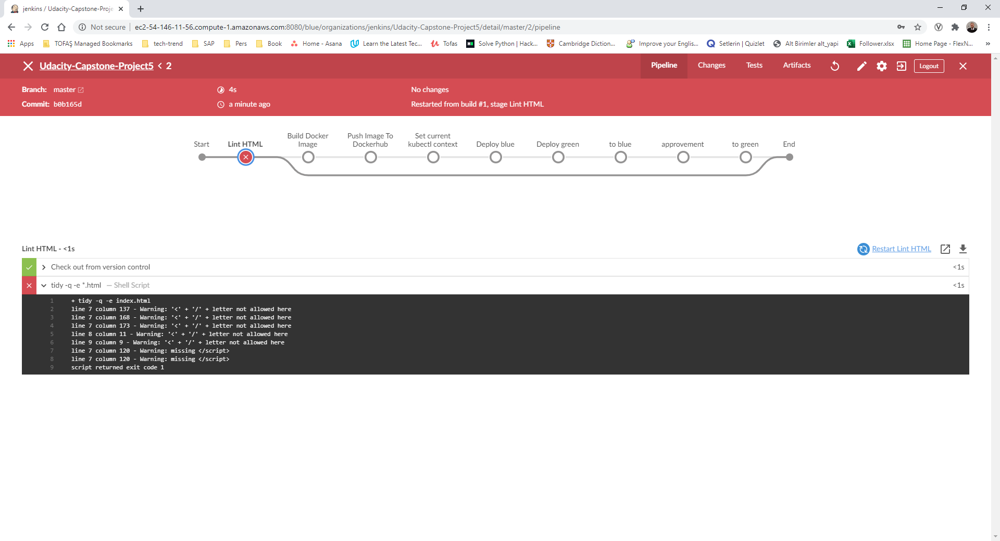 jenkins / Udacity-Capstone-Proje
Not secure ec2-54-146-11-56.compute-1.amazonaws.com:8080/blue/organizations/jenkins/Udacity-Capstone-Project5/detail/master/2/pipeline
Apps TOFAŞ Managed Bookmarks tech-trend SAP Pers Book Home - Asana Learn the Latest Tec... Tofas Solve Python | Hack... Cambridge Diction... Improve your Englis... Setlerin | Quizlet Alt Birimler alt_yapi Follower.xlsx Home Page - FlexN... »
Udacity-Capstone-Project5 < 2 Pipeline Changes Tests Artifacts Logout
Branch: master 4s No changes
Commit: b0b165d a minute ago Restarted from build #1, stage Lint HTML
Start Lint HTML Build Docker Image Push Image To Dockerhub Set current kubectl context Deploy blue Deploy green to blue approvement to green End
Lint HTML - <1s Restart Lint HTML
Check out from version control <1s
tidy -q -e *.html — Shell Script <1s
1 + tidy -q -e index.html
2 line 7 column 137 - Warning: '<' + '/' + letter not allowed here
3 line 7 column 168 - Warning: '<' + '/' + letter not allowed here
4 line 7 column 173 - Warning: '<' + '/' + letter not allowed here
5 line 8 column 11 - Warning: '<' + '/' + letter not allowed here
6 line 9 column 9 - Warning: '<' + '/' + letter not allowed here
7 line 7 column 120 - Warning: missing </script>
8 line 7 column 120 - Warning: missing </script>
9 script returned exit code 1